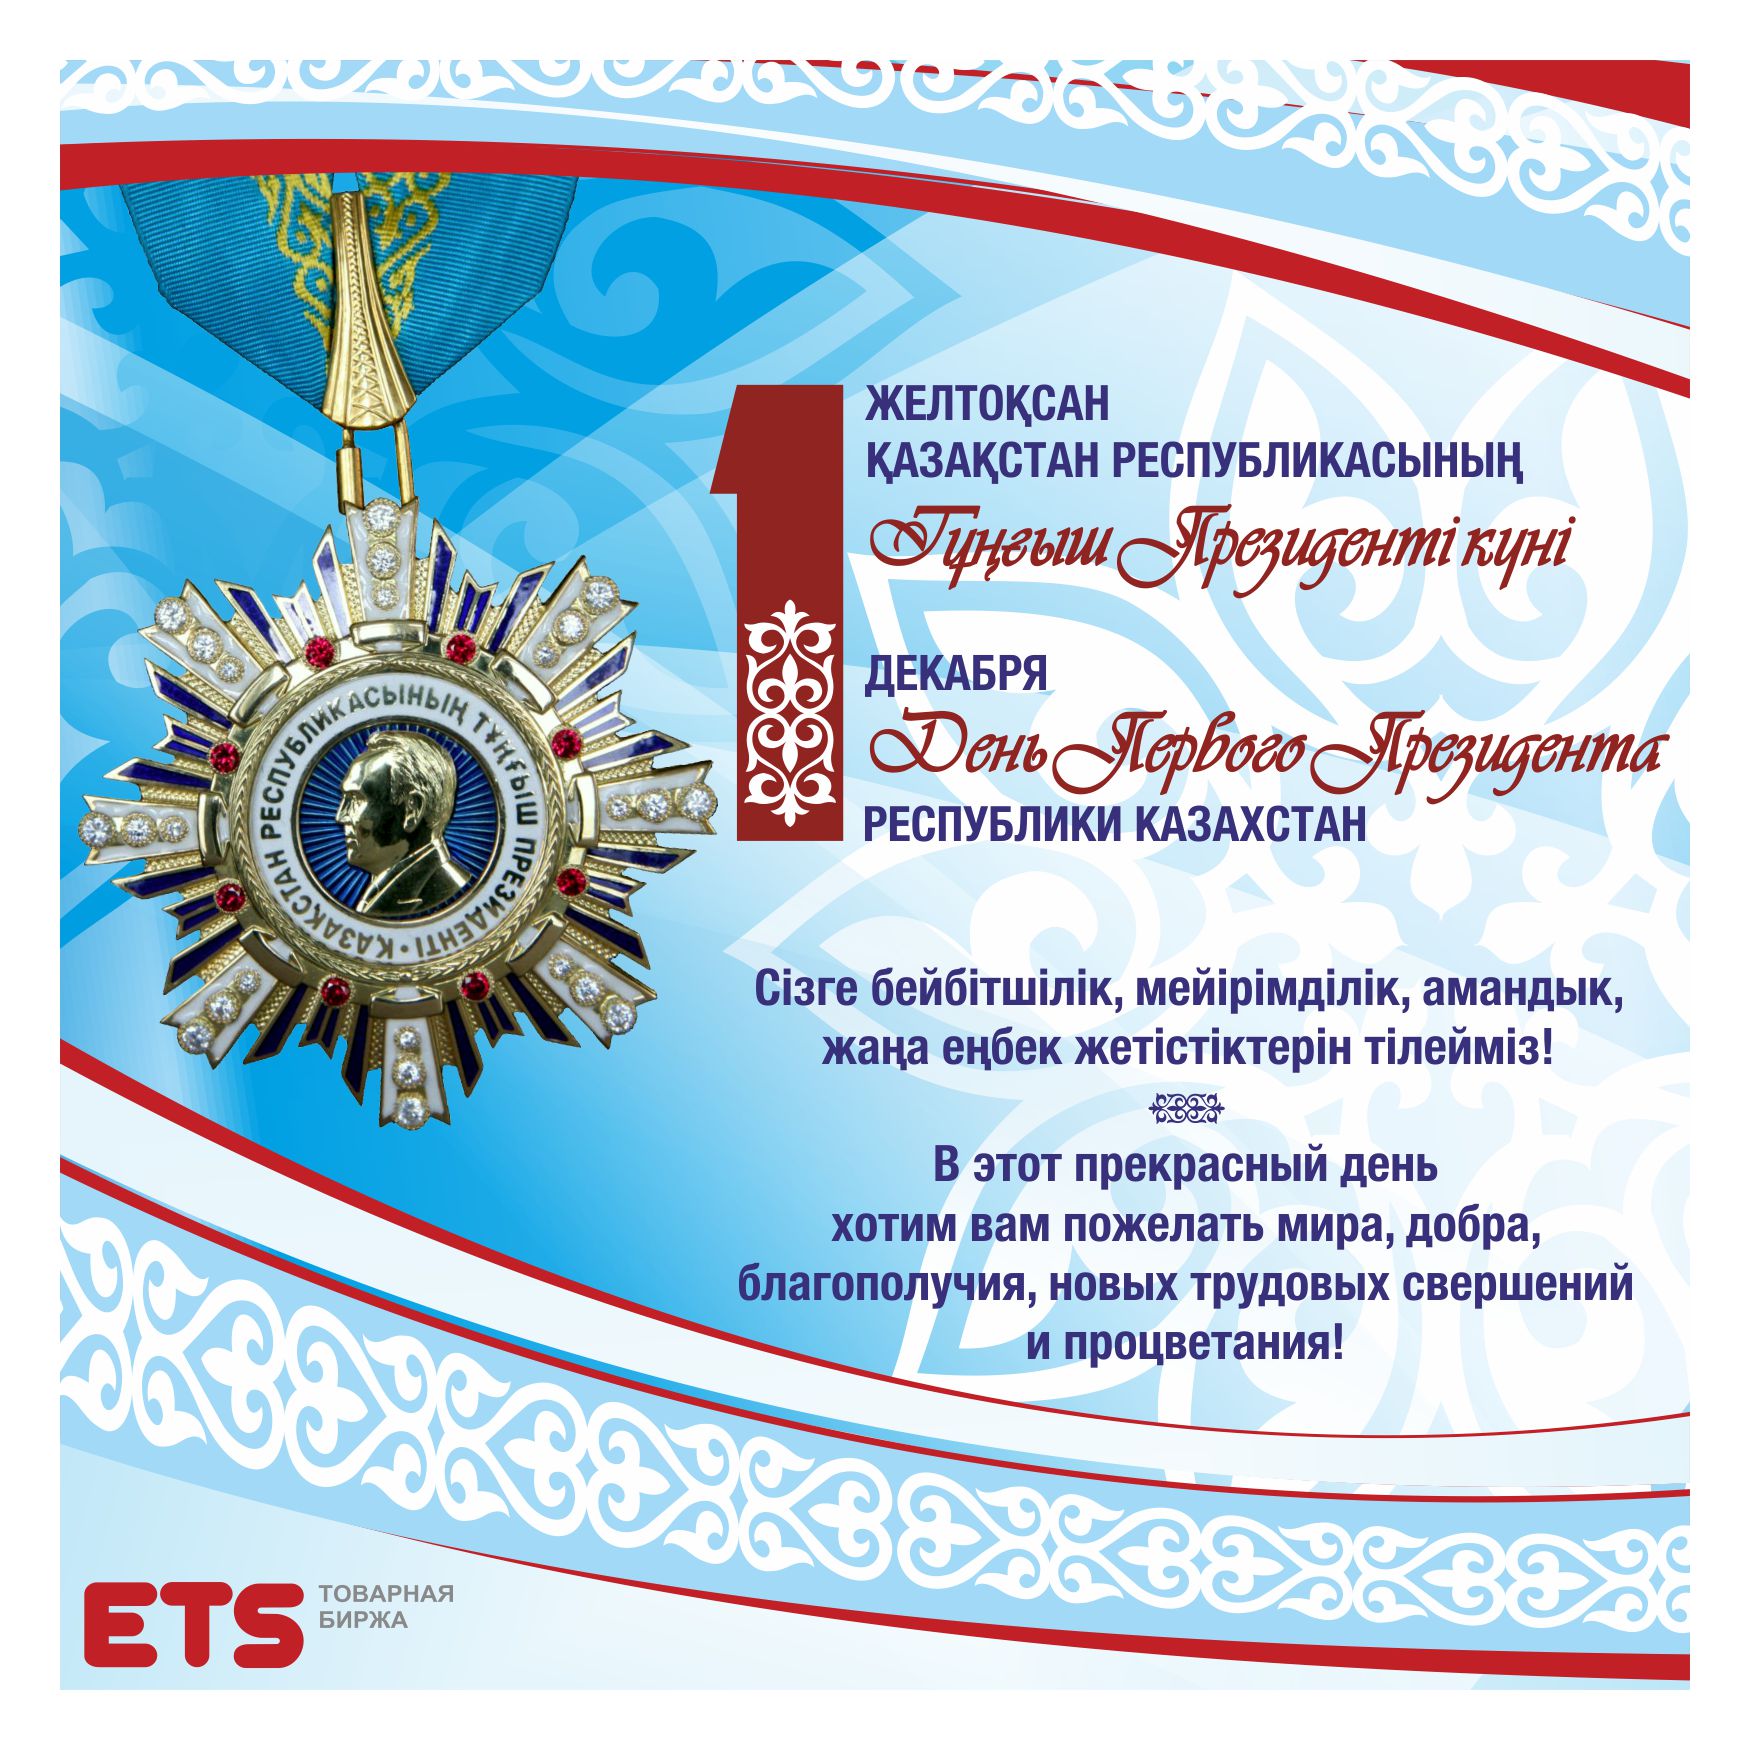 1
ЖЕЛТОҚСАН
ҚАЗАҚСТАН РЕСПУБЛИКАСЫНЫҢ
Тұңғыш Президенті күні
ДЕКАБРЯ
День Первого Президента
РЕСПУБЛИКИ КАЗАХСТАН
ҚАЗАҚСТАН РЕСПУБЛИКАСЫНЫҢ ТҰҢҒЫШ ПРЕЗИДЕНТІ •
Сізге бейбітшілік, мейірімділік, амандык,
жаңа еңбек жетістіктерін тілейміз!
В этот прекрасный день
хотим вам пожелать мира, добра,
благополучия, новых трудовых свершений
и процветания!
ETS
ТОВАРНАЯ
БИРЖА